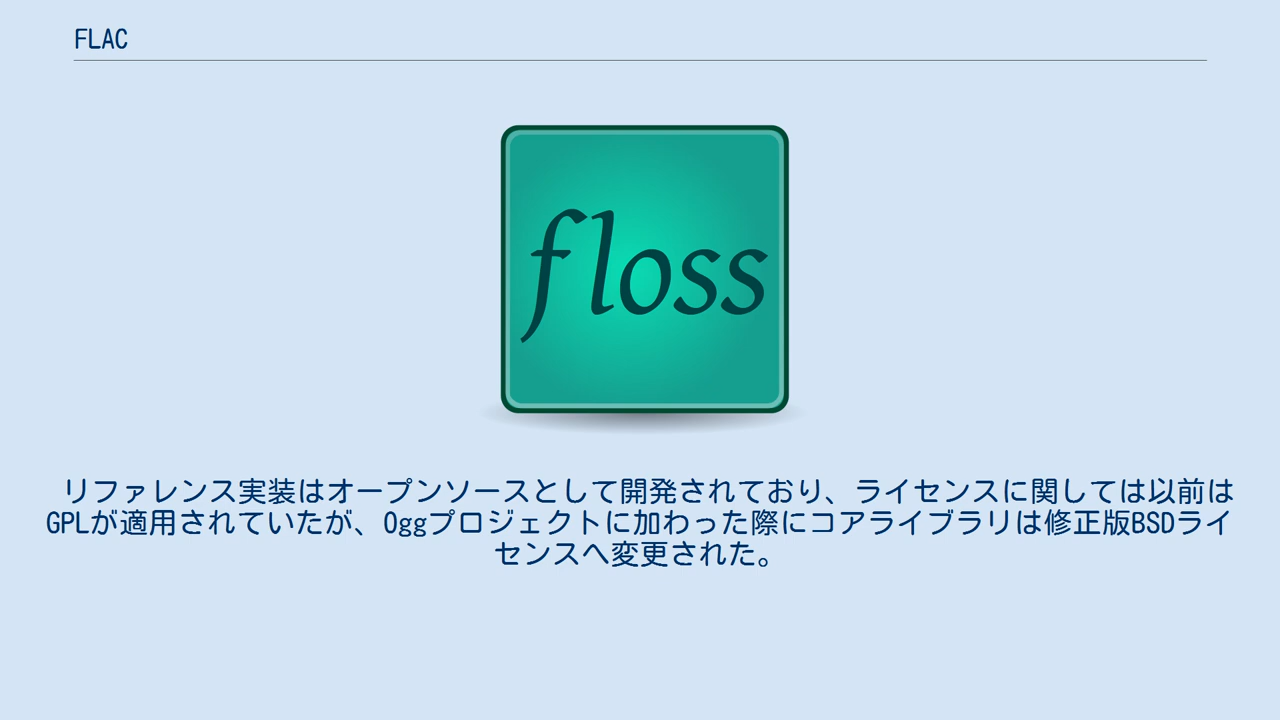 FLAC
floss
リファレンス実装はオープンソースとして開発されており、ライセンスに関しては以前は
GPLが適用されていたが、Oggプロジェクトに加わった際にコアライブラリは修正版BSDライ
センスへ変更された。